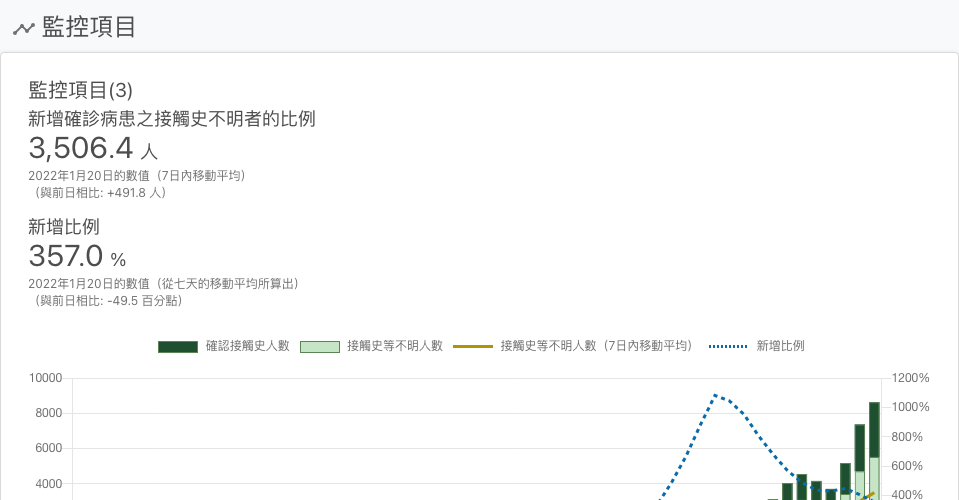 監控項目
監控項目(3)
新增確診病患之接觸史不明者的比例
3,506.4 人
2022年1月20日的數值（7日內移動平均）
（與前日相比: +491.8 人）
新增比例
357.0 %
2022年1月20日的數值（從七天的移動平均所算出）
（與前日相比: -49.5 百分點）
確認接觸史人數 接觸史等不明人數 接觸史等不明人數（7日內移動平均） 新增比例
10000 1200%
8000 1000%
800%
6000 600%
4000 400%